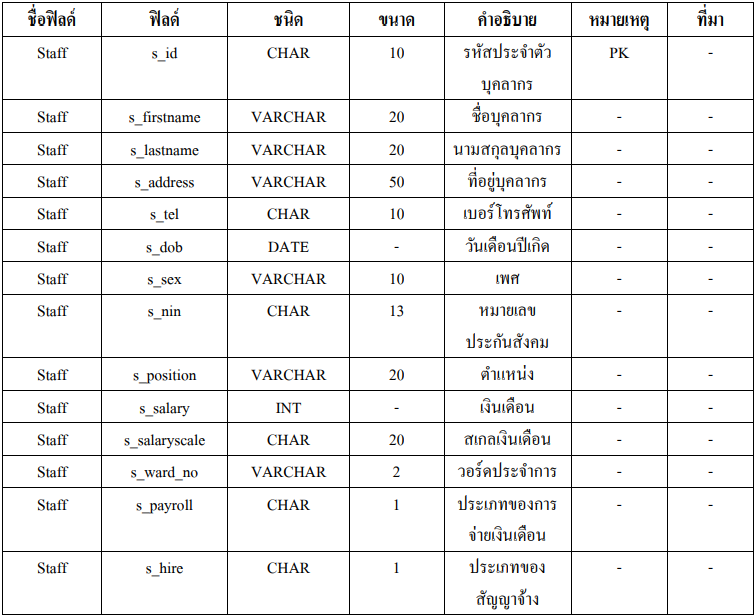 ชื่อฟิลด์ ฟิลด์ ชนิด ขนาด คำอธิบาย หมายเหตุ ที่มา
Staff s_id CHAR 10 รหัสประจำตัว PK -
บุคลากร
Staff s_firstname VARCHAR 20 ชื่อบุคลากร - -
Staff s_lastname VARCHAR 20 นามสกุลบุคลากร - -
Staff s_address VARCHAR 50 ที่อยู่บุคลากร - -
Staff s_tel CHAR 10 เบอร์โทรศัพท์ - -
Staff s_dob DATE - วันเดือนปีเกิด - -
Staff s_sex VARCHAR 10 เพศ - -
Staff s_nin CHAR 13 หมายเลข - -
ประกันสังคม
Staff s_position VARCHAR 20 ตำแหน่ง - -
Staff s_salary INT - เงินเดือน - -
Staff s_salaryscale CHAR 20 สเกลเงินเดือน - -
Staff s_ward_no VARCHAR 2 วอร์ดประจำการ - -
Staff s_payroll CHAR 1 ประเภทของการ - -
จ่ายเงินเดือน
Staff s_hire CHAR 1 ประเภทของ - -
สัญญาจ้าง